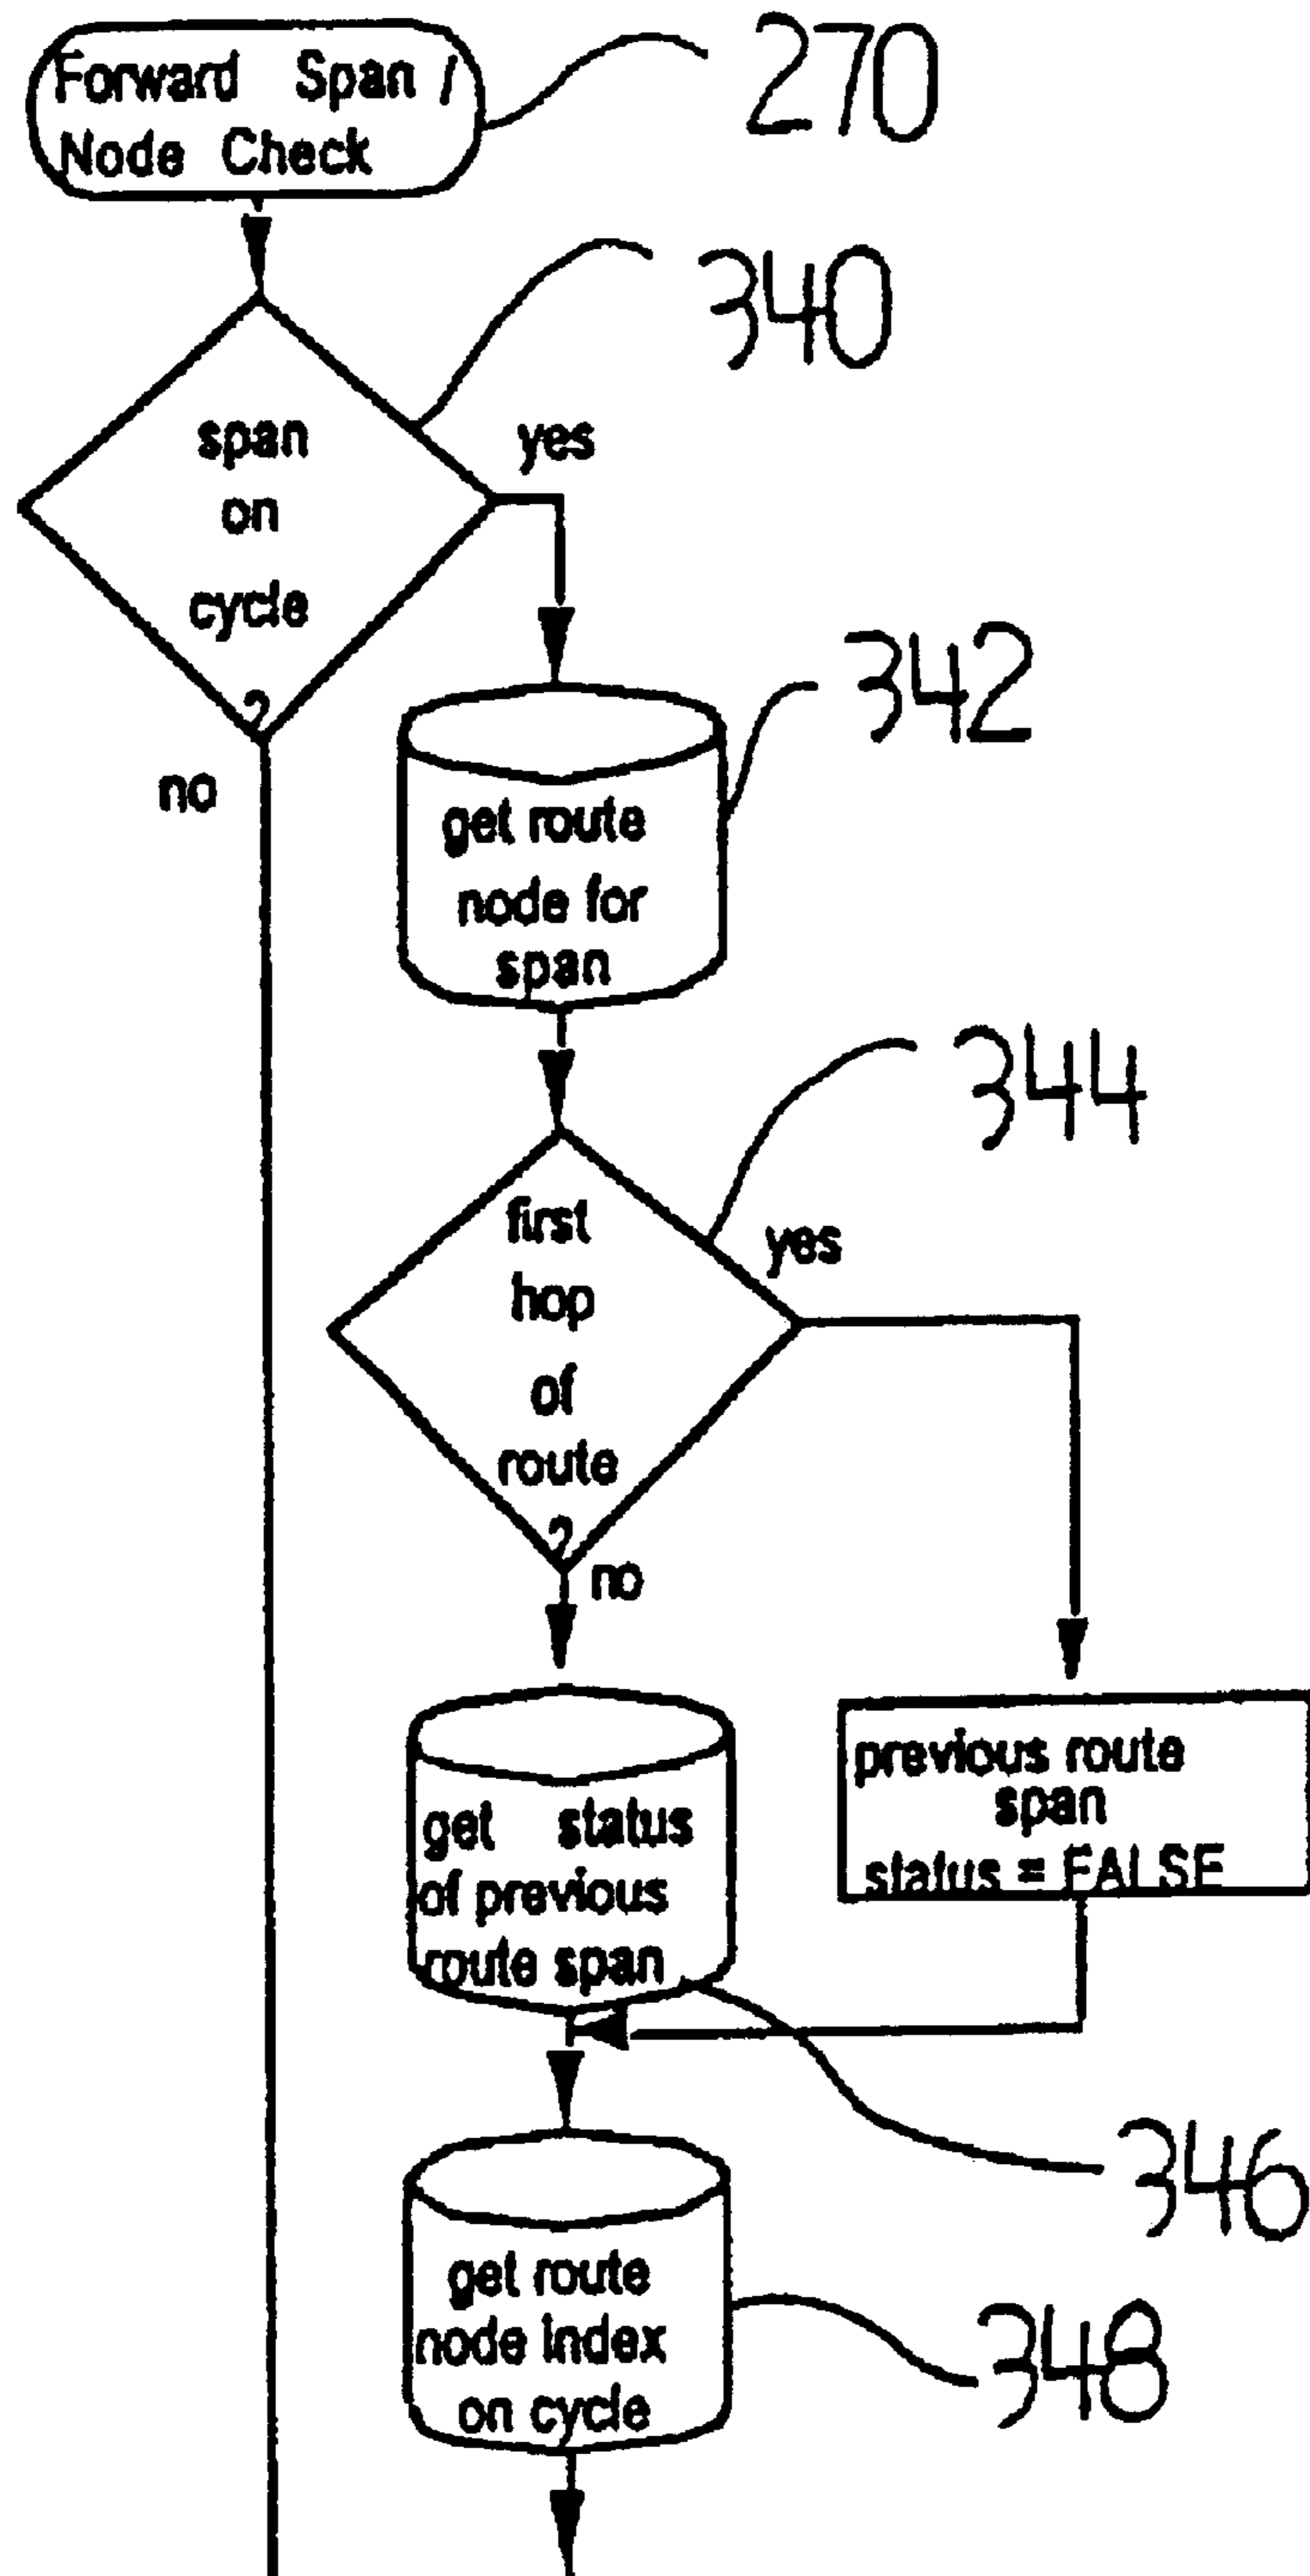 Forward Span /
Node Check
270
340
span
on
cycle
?
yes
no
342
get route
node for
span
344
first
hop
of
route
?
yes
no
get status
of previous
route span
previous route
span
status = FALSE
346
get route
node index
on cycle
348